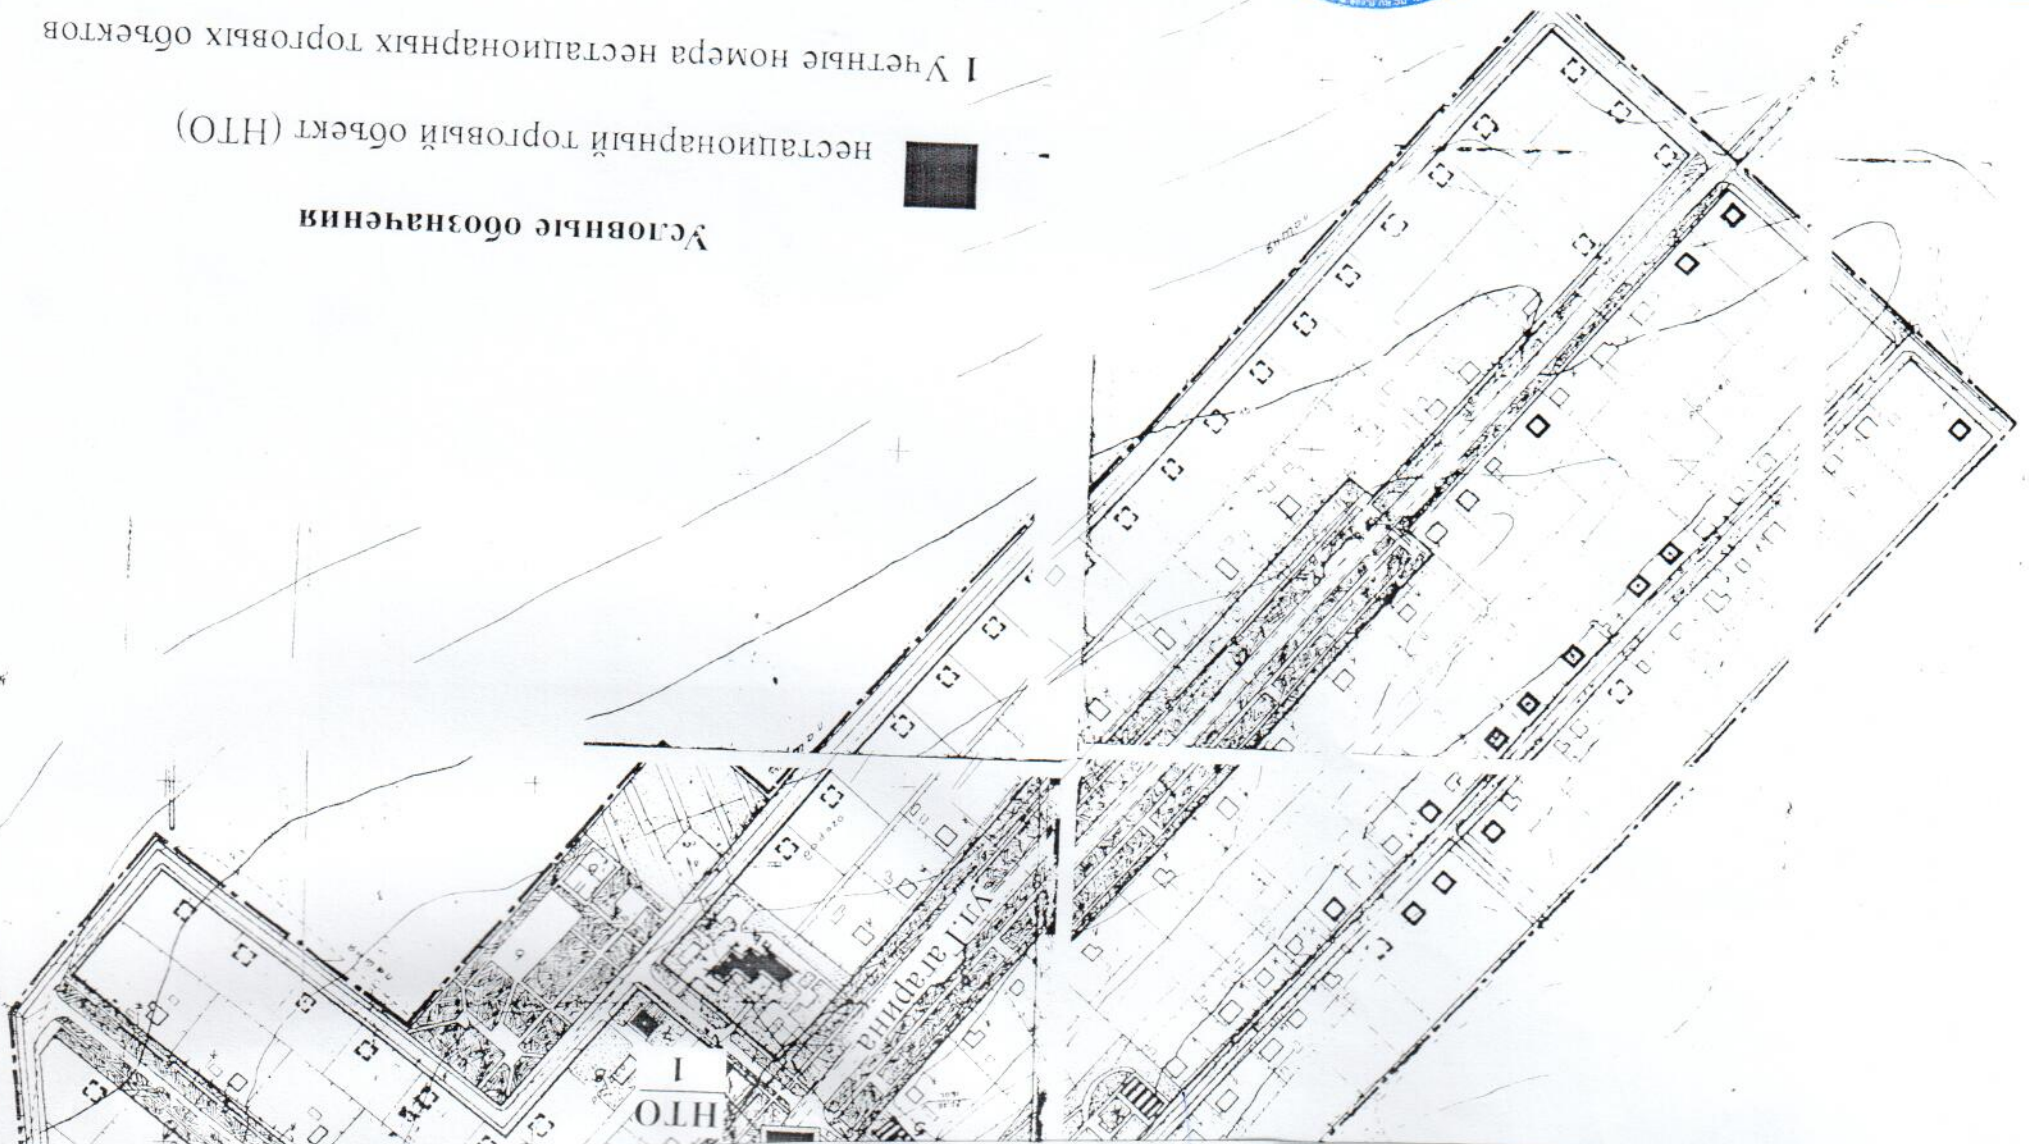 Условные обозначения
нестационарный торговый объект (НТО)
1 Учетные номера нестационарных торговых объектов
НТО
1
ул. Гагарина